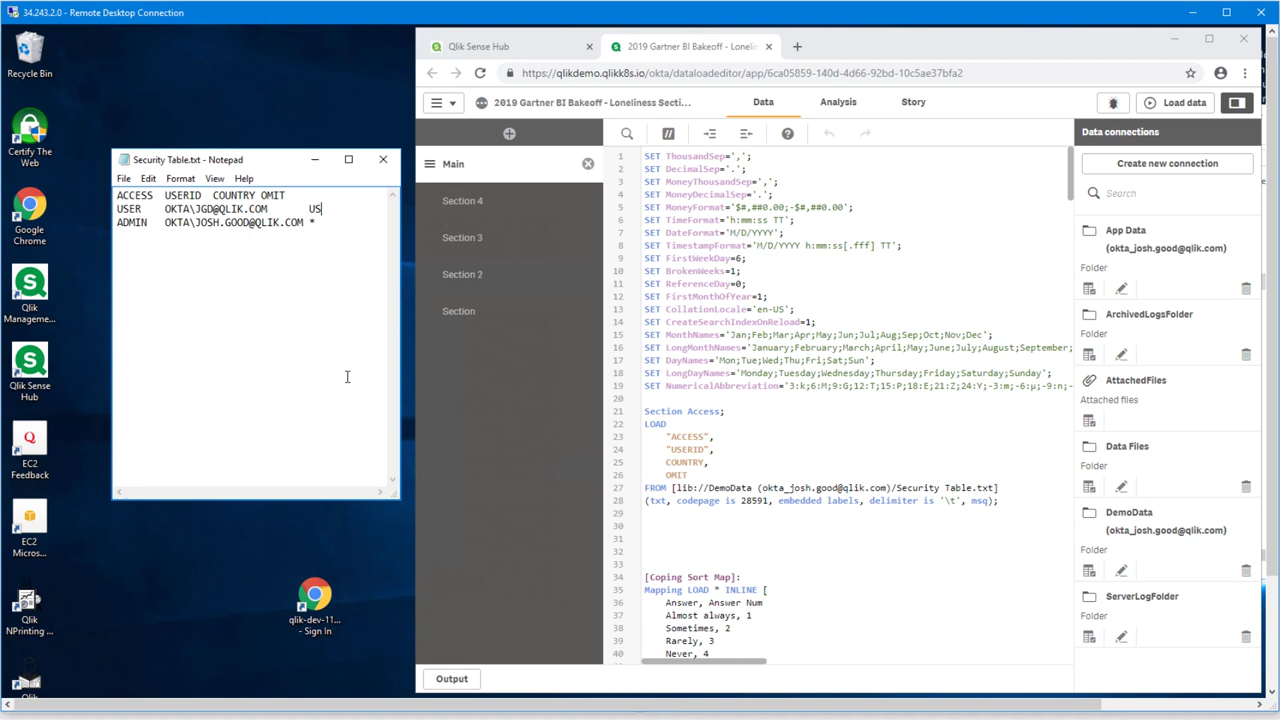 34.243.2.0 - Remote Desktop Connection
Recycle Bin
Certify The
Web
Google
Chrome
Qlik
Manageme...
Qlik Sense
Hub
EC2
Feedback
EC2
Micros...
Qlik
NPrinting ...
Qlik
qlik-dev-11...
- Sign In
Security Table.txt - Notepad
File Edit Format View Help
ACCESS USERID COUNTRY OMIT
USER OKTA\JGD@QLIK.COM US
ADMIN OKTA\JOSH.GOOD@QLIK.COM *
Qlik Sense Hub
2019 Gartner BI Bakeoff - Loneli
https://qlikdemo.qlikk8s.io/okta/dataloadeditor/app/6ca05859-140d-4d66-92bd-10c5ae37bfa2
2019 Gartner BI Bakeoff - Loneliness Secti...
Data Analysis Story
Load data
Main
Section 4
Section 3
Section 2
Section
1 SET ThousandSep=',';
2 SET DecimalSep='.';
3 SET MoneyThousandSep=',';
4 SET MoneyDecimalSep='.';
5 SET MoneyFormat='$#,##0.00;-$#,##0.00';
6 SET TimeFormat='h:mm:ss TT';
7 SET DateFormat='M/D/YYYY';
8 SET TimestampFormat='M/D/YYYY h:mm:ss[.fff] TT';
9 SET FirstWeekDay=6;
10 SET BrokenWeeks=1;
11 SET ReferenceDay=0;
12 SET FirstMonthOfYear=1;
13 SET CollationLocale='en-US';
14 SET CreateSearchIndexOnReload=1;
15 SET MonthNames='Jan;Feb;Mar;Apr;May;Jun;Jul;Aug;Sep;Oct;Nov;Dec';
16 SET LongMonthNames='January;February;March;April;May;June;July;August;September;
17 SET DayNames='Mon;Tue;Wed;Thu;Fri;Sat;Sun';
18 SET LongDayNames='Monday;Tuesday;Wednesday;Thursday;Friday;Saturday;Sunday';
19 SET NumericalAbbreviation='3:k;6:M;9:G;12:T;15:P;18:E;21:Z;24:Y;-3:m;-6:μ;-9:n;-
20
21 Section Access;
22 LOAD
23 "ACCESS",
24 "USERID",
25 COUNTRY,
26 OMIT
27 FROM [lib://DemoData (okta_josh.good@qlik.com)/Security Table.txt]
28 (txt, codepage is 28591, embedded labels, delimiter is '\t', msq);
29
30
31
32
33
34 [Coping Sort Map]:
35 Mapping LOAD * INLINE [
36 Answer, Answer Num
37 Almost always, 1
38 Sometimes, 2
39 Rarely, 3
40 Never, 4
Output
Data connections
Create new connection
Search
App Data
(okta_josh.good@qlik.com)
Folder
ArchivedLogsFolder
Folder
AttachedFiles
Attached files
Data Files
Folder
DemoData
(okta_josh.good@qlik.com)
Folder
ServerLogFolder
Folder